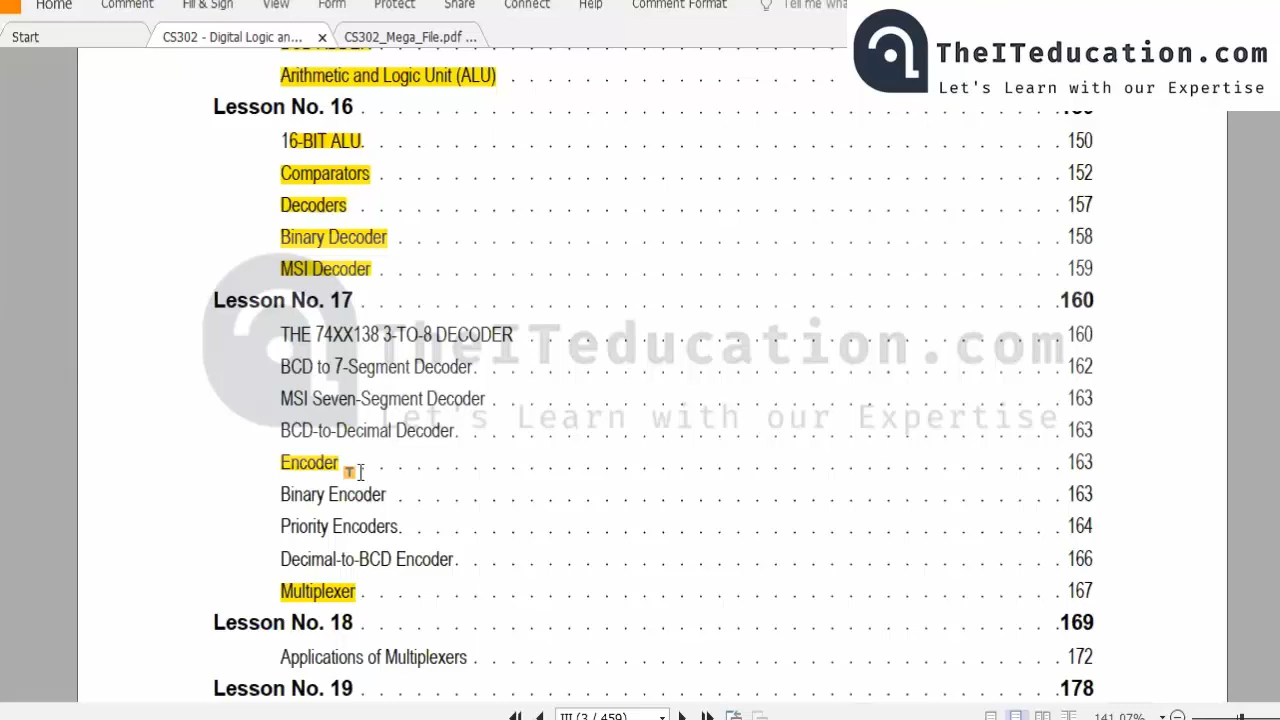 Home Comment Fill & Sign View Form Protect Share Connect Help Comment Format Tell me
Start CS302 - Digital Logic an... x CS302_Mega_File.pdf ...
TheITeducation.com
Let's Learn with our Expertise
Arithmetic and Logic Unit (ALU) . . . . . . . . . .
Lesson No. 16 . . . . . . . . . .
16-BIT ALU. . . . . . . . . . . 150
Comparators . . . . . . . . . . 152
Decoders . . . . . . . . . . 157
Binary Decoder . . . . . . . . . . 158
MSI Decoder . . . . . . . . . . 159
Lesson No. 17 . . . . . . . . . . 160
THE 74XX138 3-TO-8 DECODER . . . . . . . . . . 160
TheITeducation.com
BCD to 7-Segment Decoder. . . . . . . . . . . 162
MSI Seven-Segment Decoder . . . . . . . . . . 163
Let's Learn with our Expertise
BCD-to-Decimal Decoder. . . . . . . . . . . 163
Encoder . . . . . . . . . . 163
T
Binary Encoder . . . . . . . . . . 163
Priority Encoders. . . . . . . . . . . 164
Decimal-to-BCD Encoder. . . . . . . . . . . 166
Multiplexer . . . . . . . . . . 167
Lesson No. 18 . . . . . . . . . . 169
Applications of Multiplexers . . . . . . . . . . 172
Lesson No. 19 . . . . . . . . . . 178
III (3 / 459) 141.07%